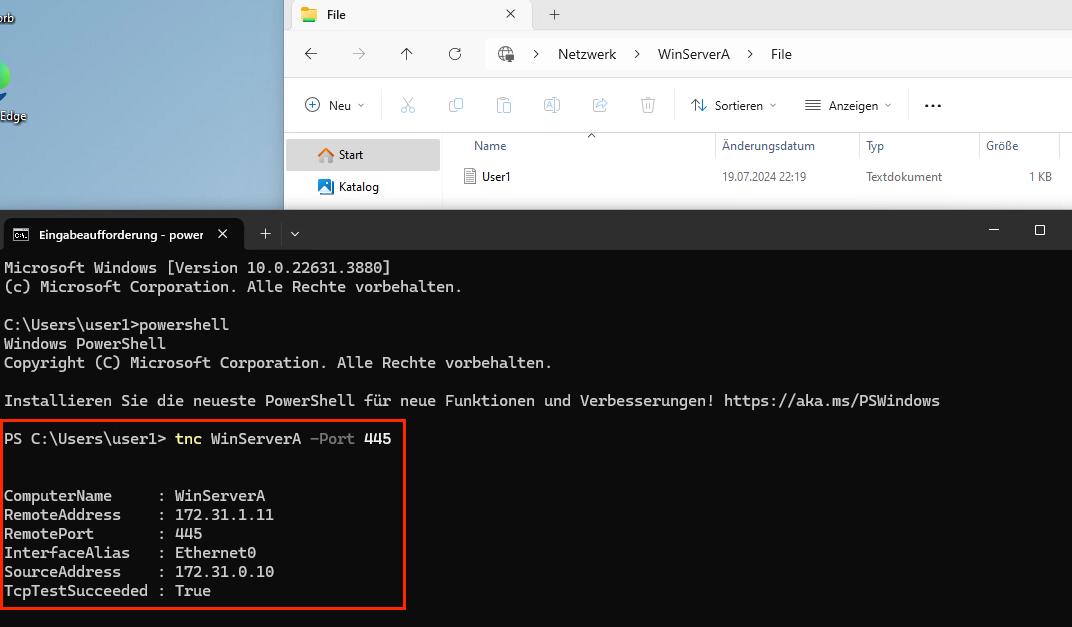 orb
Edge
File
Netzwerk > WinServerA > File
Neu
Sortieren
Anzeigen
Start
Katalog
Name Änderungsdatum Typ Größe
User1 19.07.2024 22:19 Textdokument 1 KB
Eingabeaufforderung - power
Microsoft Windows [Version 10.0.22631.3880]
(c) Microsoft Corporation. Alle Rechte vorbehalten.
C:\Users\user1>powershell
Windows PowerShell
Copyright (C) Microsoft Corporation. Alle Rechte vorbehalten.
Installieren Sie die neueste PowerShell für neue Funktionen und Verbesserungen! https://aka.ms/PSWindows
PS C:\Users\user1> tnc WinServerA -Port 445
ComputerName : WinServerA
RemoteAddress : 172.31.1.11
RemotePort : 445
InterfaceAlias : Ethernet0
SourceAddress : 172.31.0.10
TcpTestSucceeded : True